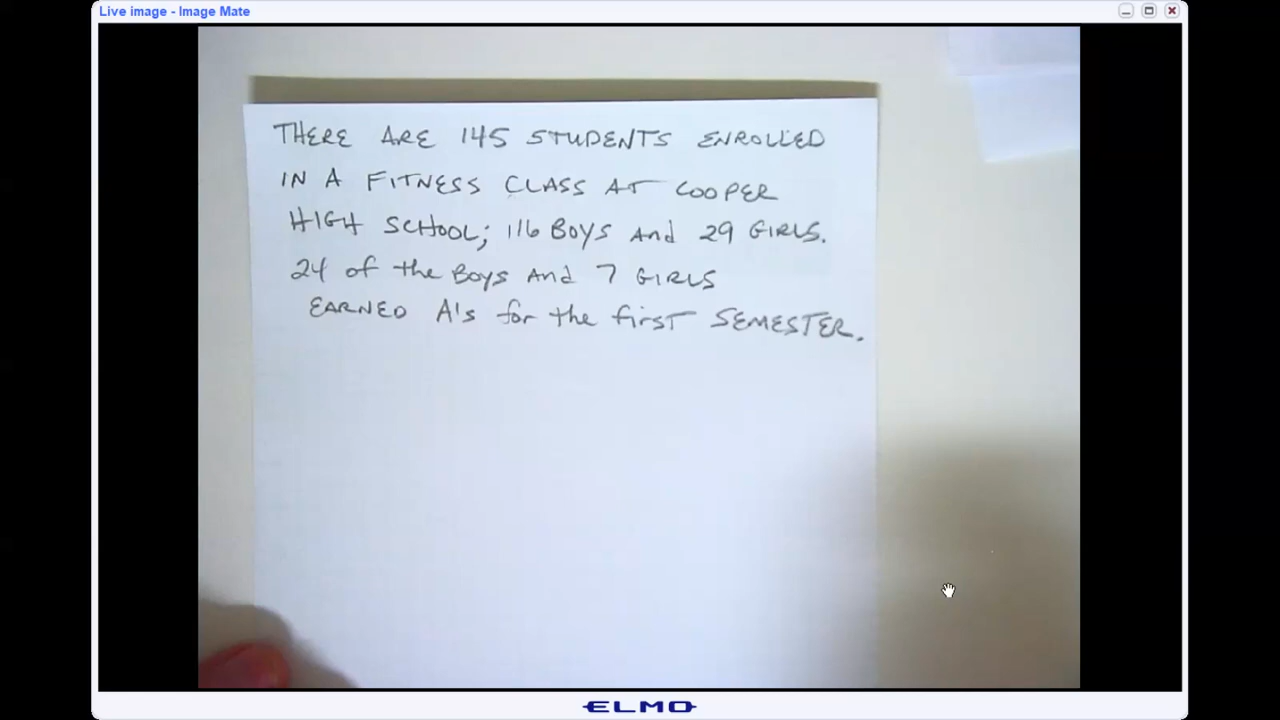 Live image - Image Mate
THERE ARE 145 STUDENTS ENROLLED
IN A FITNESS CLASS AT COOPER
HIGH SCHOOL; 116 BOYS And 29 GIRLS.
24 of the Boys And 7 GIRLS
EARNED A's for the first SEMESTER.
ELMO